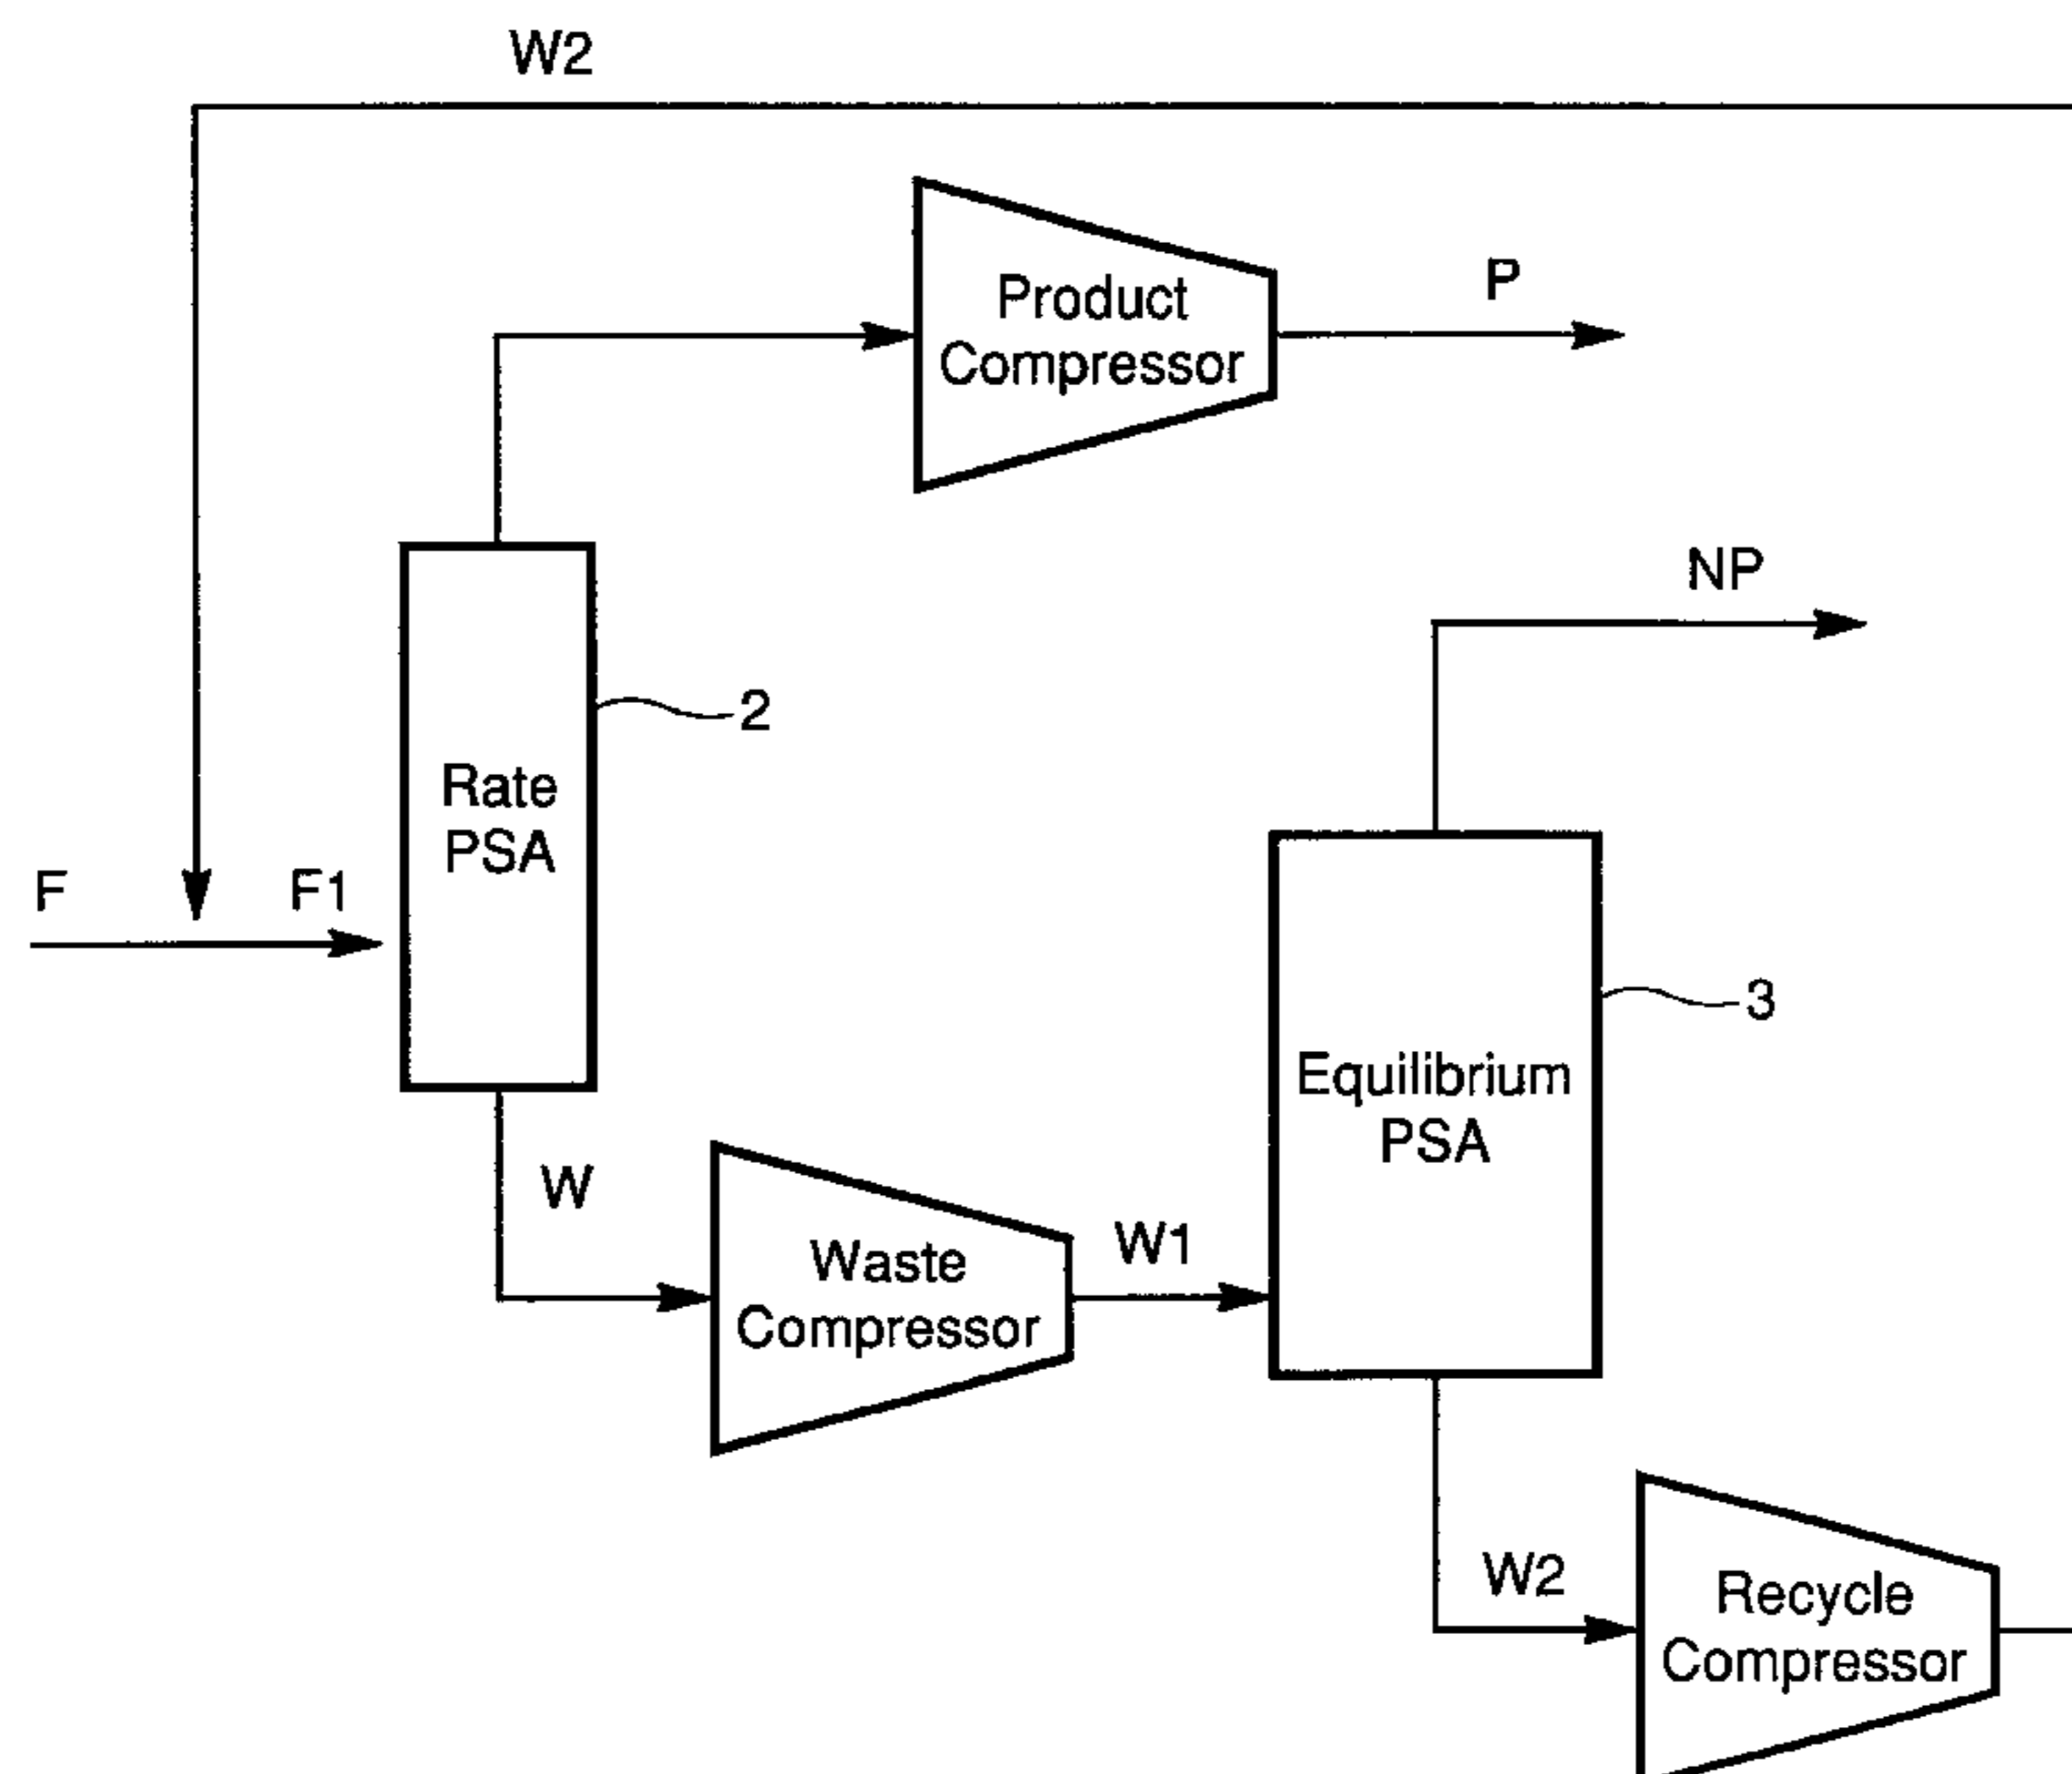 W2
Product
Compressor
P
NP
2
Rate
PSA
F
F1
3
Equilibrium
PSA
W
Waste
Compressor
W1
W2
Recycle
Compressor